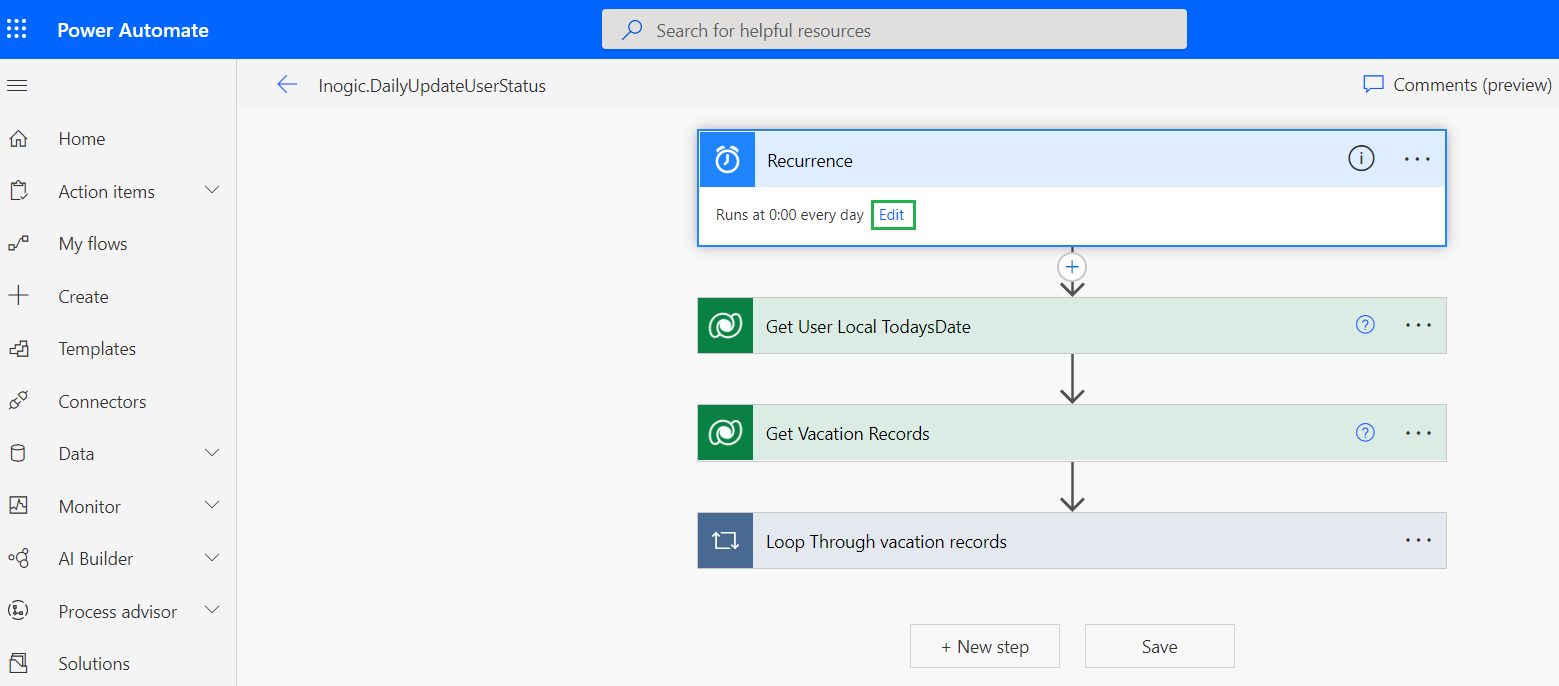 Power Automate
Search for helpful resources
Inogic.DailyUpdateUserStatus
Comments (preview)
Home
Action items
My flows
Create
Templates
Connectors
Data
Monitor
AI Builder
Process advisor
Solutions
Recurrence
Runs at 0:00 every day Edit
Get User Local TodaysDate
Get Vacation Records
Loop Through vacation records
+ New step
Save